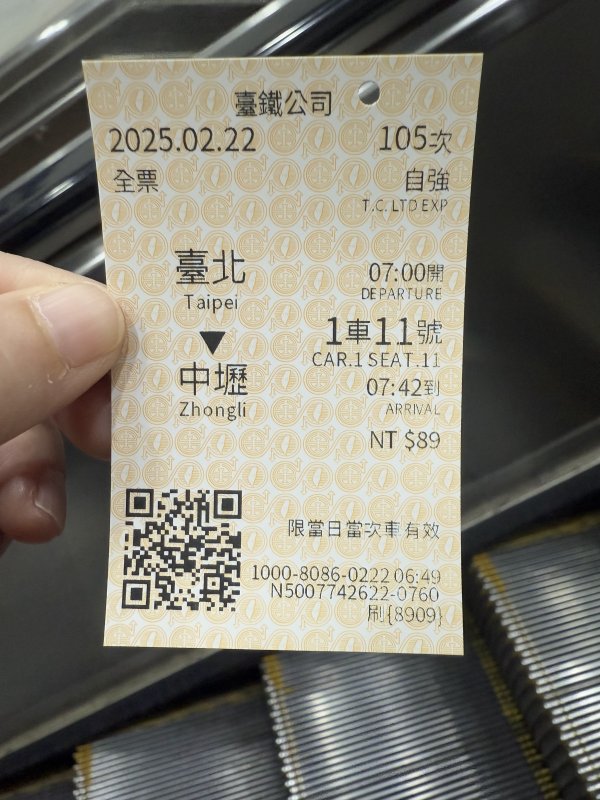 臺鐵公司
2025.02.22 105次
全票 自強
T.C.LTD EXP
臺北 07:00開
Taipei DEPARTURE
1車11號
CAR.1 SEAT.11
中壢 07:42到
Zhongli ARRIVAL
NT $89
限當日當次車有效
1000-8086-0222 06:49
N5007742622-0760
刷{8909}